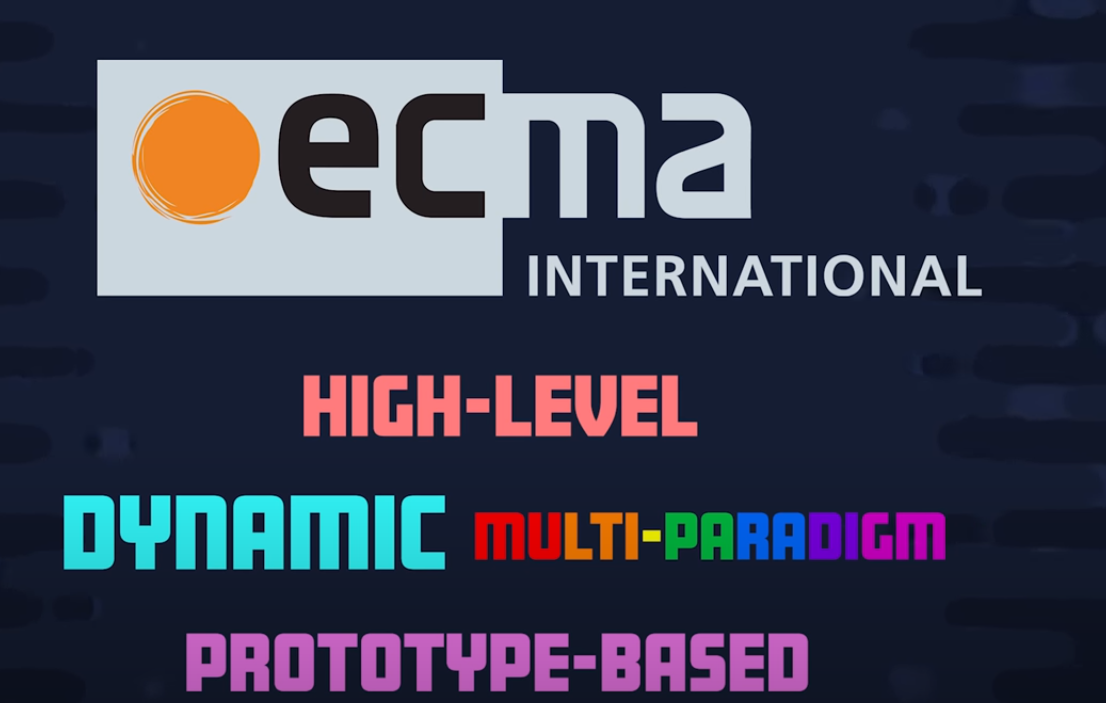 ecma
INTERNATIONAL
HIGH-LEVEL
DYNAMIC MULTI-PARADIGM
PROTOTYPE-BASED